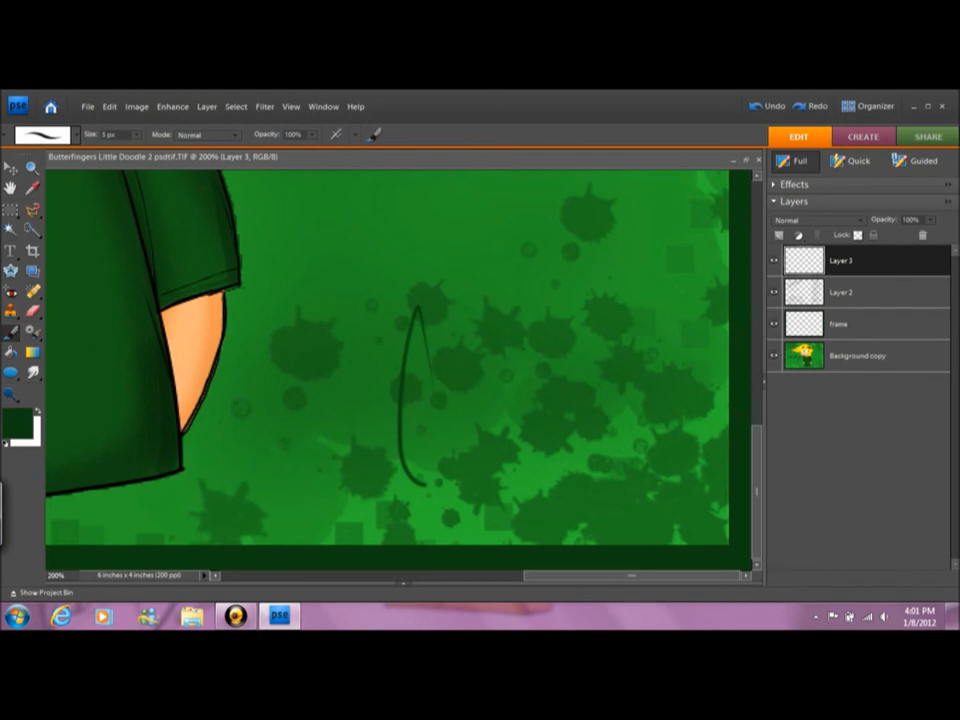 pse File Edit Image Enhance Layer Select Filter View Window Help Undo Redo Organizer
Size: 5 px Mode: Normal Opacity: 100% EDIT CREATE SHARE
Butterfingers Little Doodle 2 psdtif.TIF @ 200% (Layer 3, RGB/8)
Full Quick Guided
Effects
Layers
Normal Opacity: 100%
Lock:
Layer 3
Layer 2
frame
Background copy
200% 6 inches x 4 inches (200 ppi)
Show Project Bin
pse 4:01 PM
1/8/2012